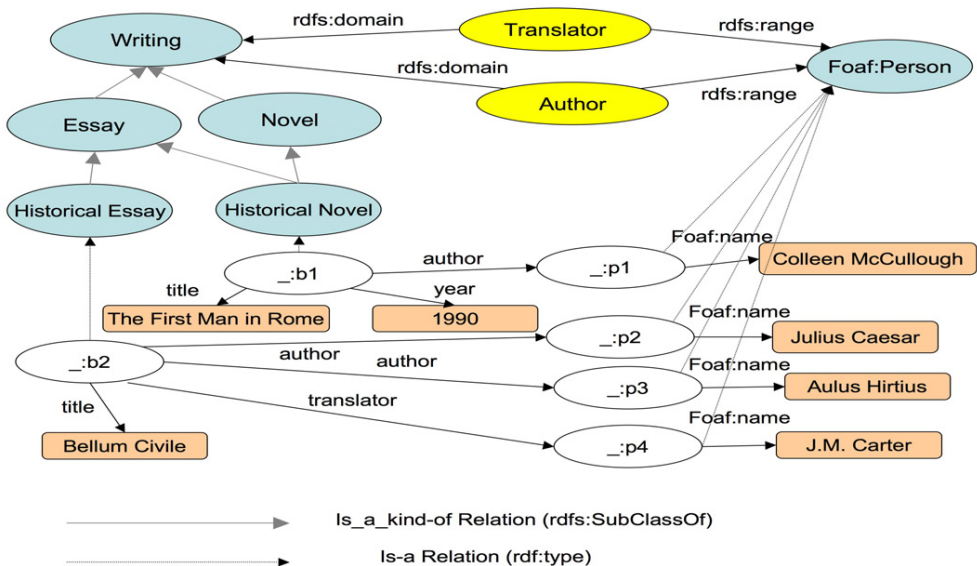 rdfs:domain
Translator
rdfs:range
Writing
rdfs:domain
Foaf:Person
rdfs:range
Author
Essay
Novel
Historical Essay
Historical Novel
Foaf:name
_:b1
author
_:p1
Colleen McCullough
title
year
The First Man in Rome
1990
Foaf:name
_:p2
Julius Caesar
_:b2
author
author
Foaf:name
_:p3
Aulus Hirtius
title
translator
Foaf:name
Bellum Civile
_:p4
J.M. Carter
Is_a_kind-of Relation (rdfs:SubClassOf)
Is-a Relation (rdf:type)